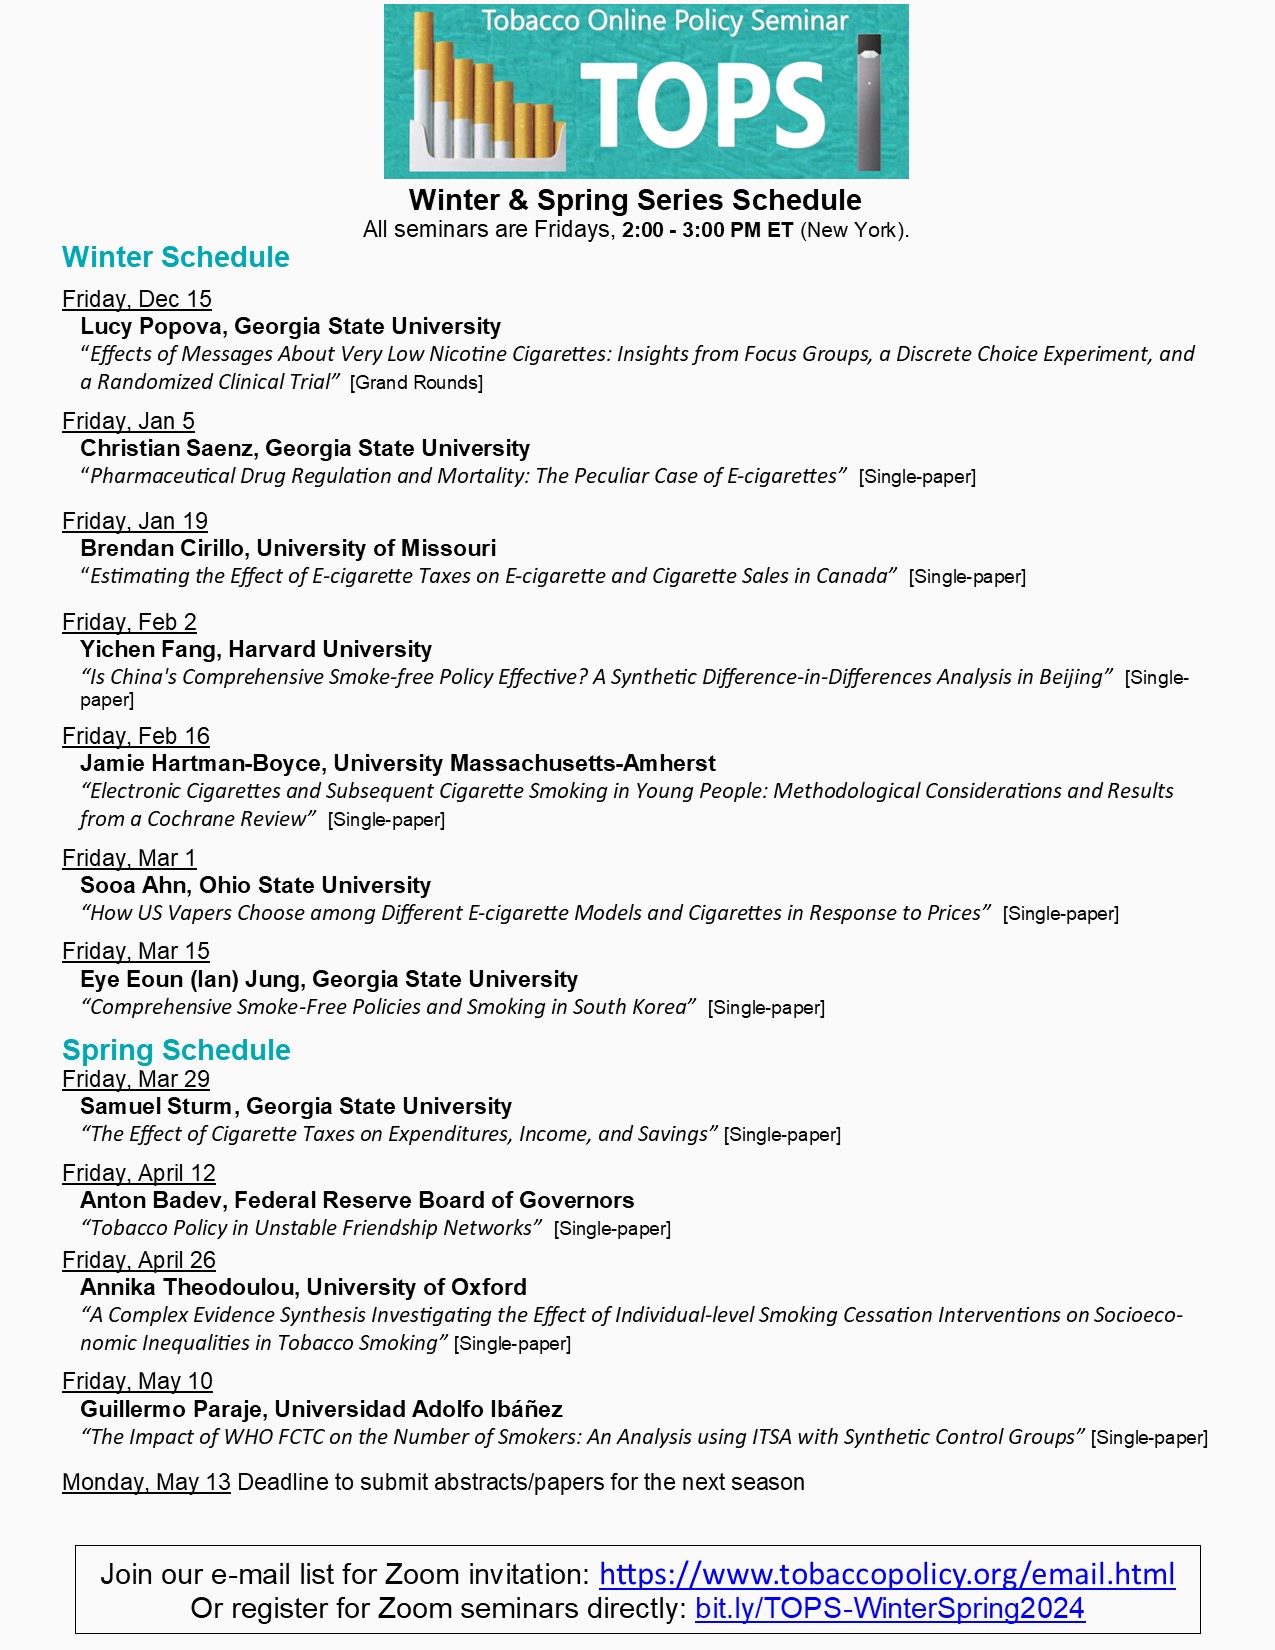 Tobacco Online Policy Seminar
TOPS
Winter & Spring Series Schedule
All seminars are Fridays, 2:00 - 3:00 PM ET (New York).
Winter Schedule
Friday, Dec 15
Lucy Popova, Georgia State University
“Effects of Messages About Very Low Nicotine Cigarettes: Insights from Focus Groups, a Discrete Choice Experiment, and
a Randomized Clinical Trial” [Grand Rounds]
Friday, Jan 5
Christian Saenz, Georgia State University
“Pharmaceutical Drug Regulation and Mortality: The Peculiar Case of E-cigarettes” [Single-paper]
Friday, Jan 19
Brendan Cirillo, University of Missouri
“Estimating the Effect of E-cigarette Taxes on E-cigarette and Cigarette Sales in Canada” [Single-paper]
Friday, Feb 2
Yichen Fang, Harvard University
“Is China's Comprehensive Smoke-free Policy Effective? A Synthetic Difference-in-Differences Analysis in Beijing” [Single-
paper]
Friday, Feb 16
Jamie Hartman-Boyce, University Massachusetts-Amherst
“Electronic Cigarettes and Subsequent Cigarette Smoking in Young People: Methodological Considerations and Results
from a Cochrane Review” [Single-paper]
Friday, Mar 1
Sooa Ahn, Ohio State University
“How US Vapers Choose among Different E-cigarette Models and Cigarettes in Response to Prices” [Single-paper]
Friday, Mar 15
Eye Eoun (Ian) Jung, Georgia State University
“Comprehensive Smoke-Free Policies and Smoking in South Korea” [Single-paper]
Spring Schedule
Friday, Mar 29
Samuel Sturm, Georgia State University
“The Effect of Cigarette Taxes on Expenditures, Income, and Savings” [Single-paper]
Friday, April 12
Anton Badev, Federal Reserve Board of Governors
“Tobacco Policy in Unstable Friendship Networks” [Single-paper]
Friday, April 26
Annika Theodoulou, University of Oxford
“A Complex Evidence Synthesis Investigating the Effect of Individual-level Smoking Cessation Interventions on Socioeco-
nomic Inequalities in Tobacco Smoking” [Single-paper]
Friday, May 10
Guillermo Paraje, Universidad Adolfo Ibáñez
“The Impact of WHO FCTC on the Number of Smokers: An Analysis using ITSA with Synthetic Control Groups” [Single-paper]
Monday, May 13 Deadline to submit abstracts/papers for the next season
Join our e-mail list for Zoom invitation: https://www.tobaccopolicy.org/email.html
Or register for Zoom seminars directly: bit.ly/TOPS-WinterSpring2024